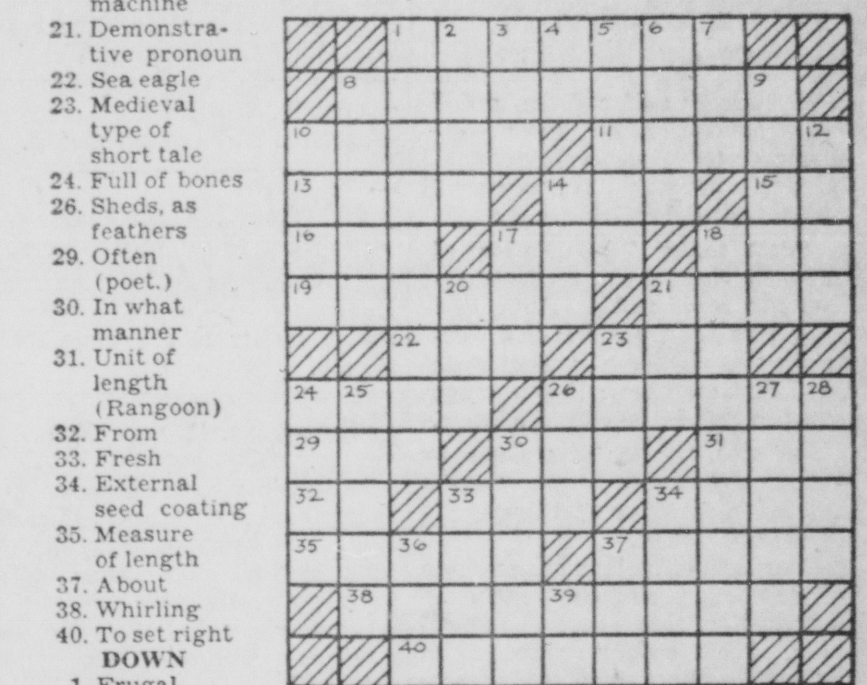 machine
21. Demonstra-
tive pronoun
22. Sea eagle
23. Medieval
type of
short tale
24. Full of bones
26. Sheds, as
feathers
29. Often
(poet.)
30. In what
manner
31. Unit of
length
(Rangoon)
32. From
33. Fresh
34. External
seed coating
35. Measure
of length
37. About
38. Whirling
40. To set right
DOWN
1. Frugal
1 2 3 4 5 6 7
8 9
10 11 12
13 14 15
16 17 18
19 20 21
22 23
24 25 26 27 28
29 30 31
32 33 34
35 36 37
38 39
40